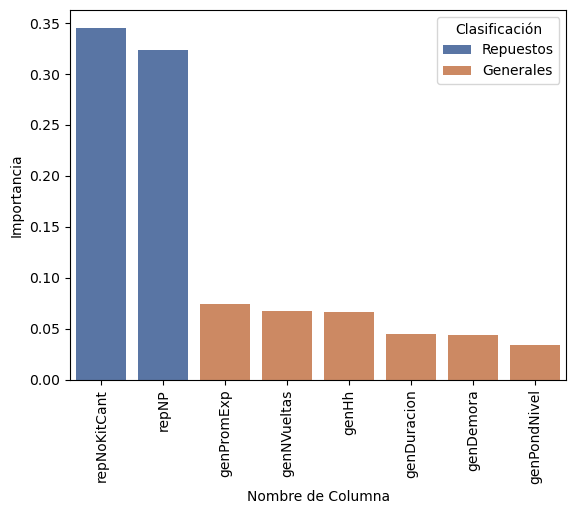 Clasificación
Repuestos
Generales
Importancia
0.35
0.30
0.25
0.20
0.15
0.10
0.05
0.00
repNoKitCant
repNP
genPromExp
genNVueltas
genHh
genDuracion
genDemora
genPondNivel
Nombre de Columna